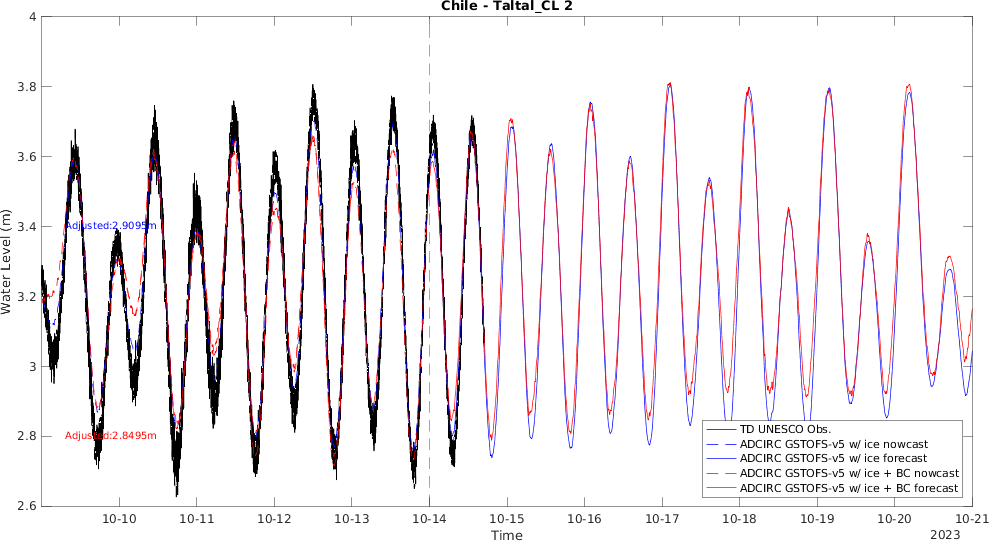 Chile - Taltal_CL 2
Water Level (m)
4
3.8
3.6
3.4
3.2
3
2.8
2.6
Adjusted:2.9095m
Adjusted:2.8495m
TD UNESCO Obs.
ADCIRC GSTOFS-v5 w/ ice nowcast
ADCIRC GSTOFS-v5 w/ ice forecast
ADCIRC GSTOFS-v5 w/ ice + BC nowcast
ADCIRC GSTOFS-v5 w/ ice + BC forecast
10-10 10-11 10-12 10-13 10-14 10-15 10-16 10-17 10-18 10-19 10-20 10-21
Time
2023